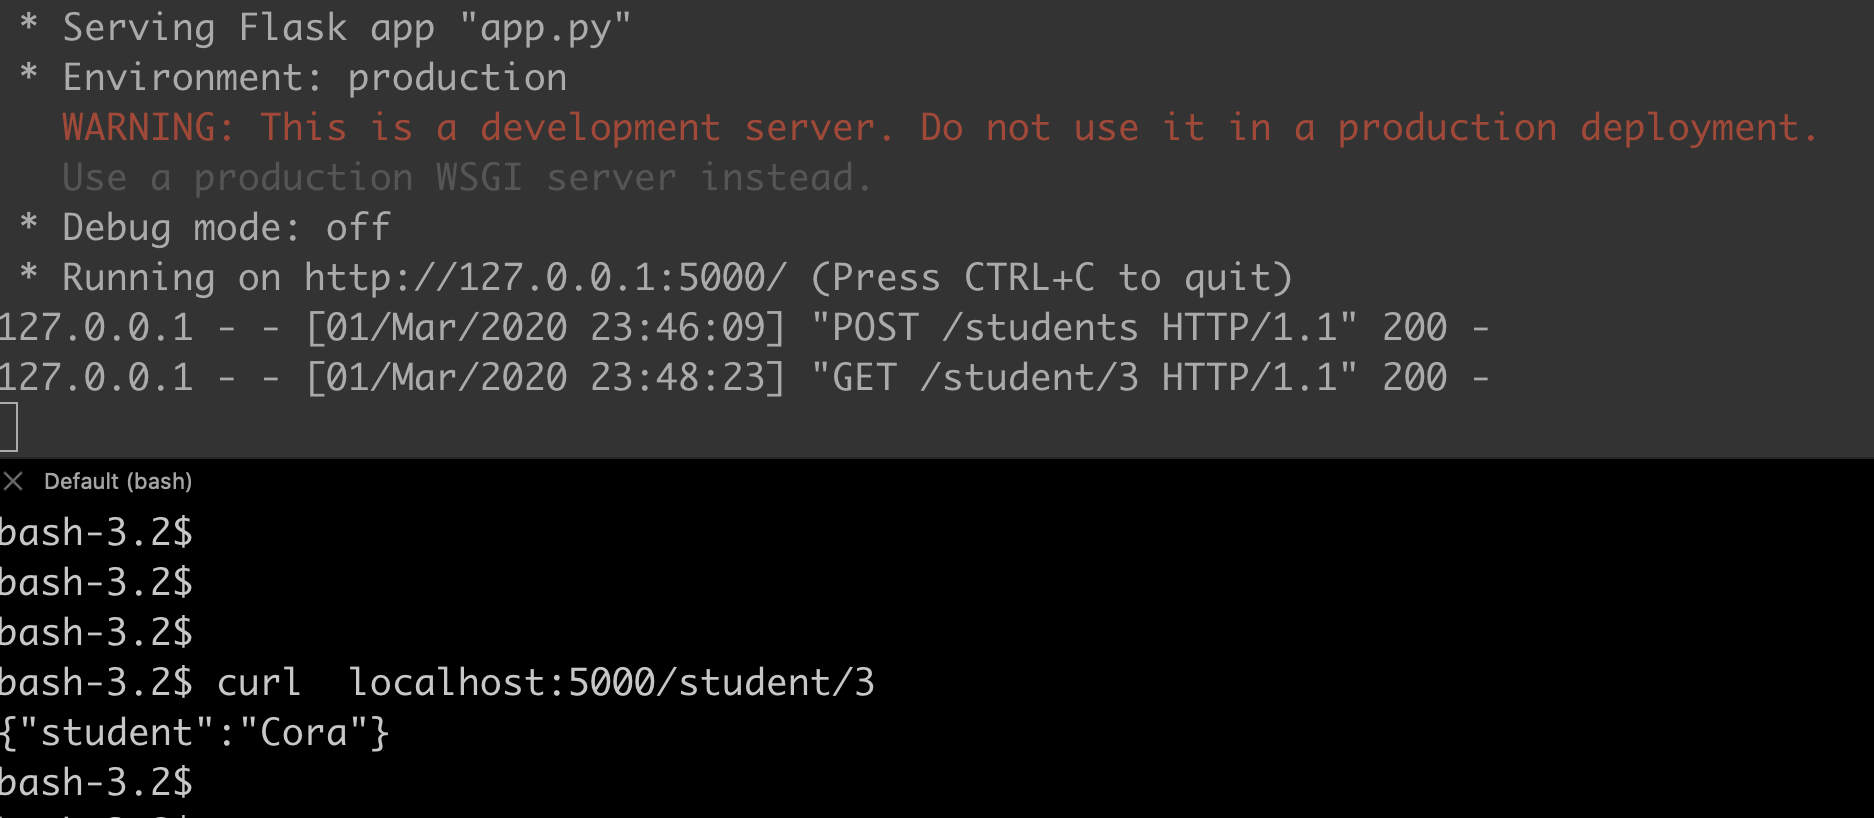 * Serving Flask app "app.py"
* Environment: production
WARNING: This is a development server. Do not use it in a production deployment.
Use a production WSGI server instead.
* Debug mode: off
* Running on http://127.0.0.1:5000/ (Press CTRL+C to quit)
127.0.0.1 - - [01/Mar/2020 23:46:09] "POST /students HTTP/1.1" 200 -
127.0.0.1 - - [01/Mar/2020 23:48:23] "GET /student/3 HTTP/1.1" 200 -
Default (bash)
bash-3.2$
bash-3.2$
bash-3.2$
bash-3.2$ curl  localhost:5000/student/3
{"student":"Cora"}
bash-3.2$